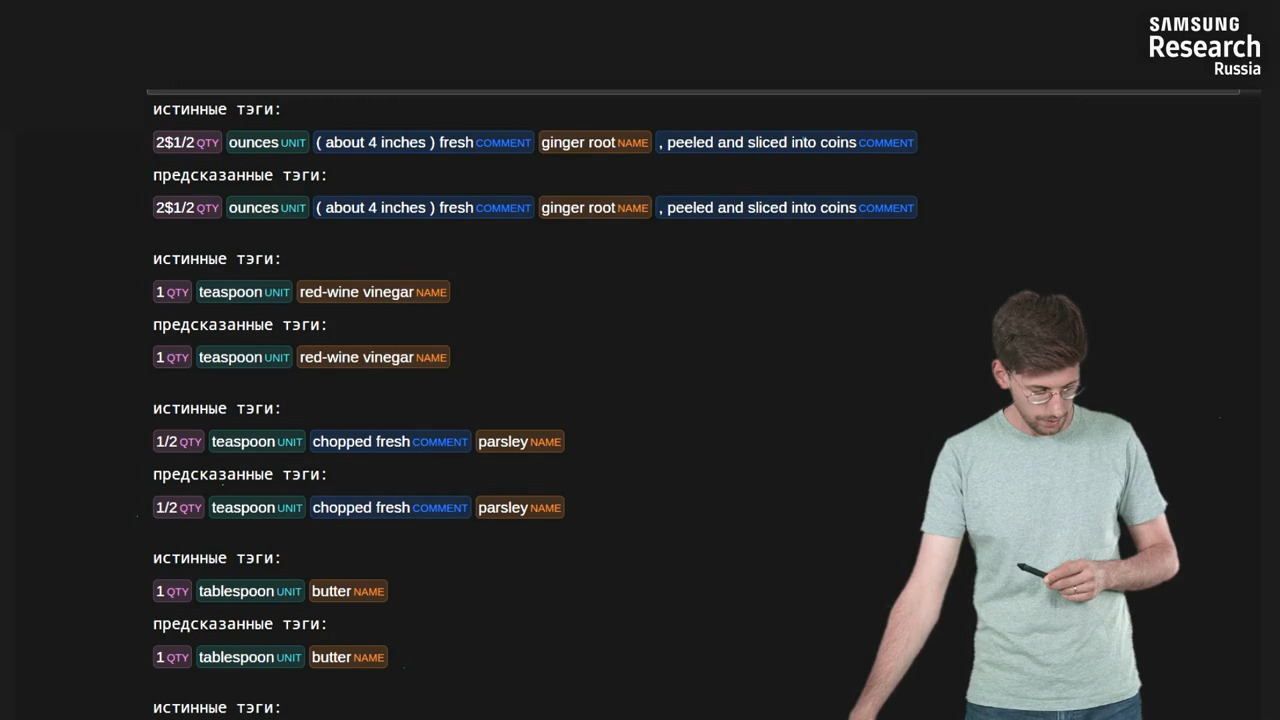 SAMSUNG
Research
Russia
истинные тэги:
2$1/2 QTY ounces UNIT ( about 4 inches ) fresh COMMENT ginger root NAME , peeled and sliced into coins COMMENT
предсказанные тэги:
2$1/2 QTY ounces UNIT ( about 4 inches ) fresh COMMENT ginger root NAME , peeled and sliced into coins COMMENT
истинные тэги:
1 QTY teaspoon UNIT red-wine vinegar NAME
предсказанные тэги:
1 QTY teaspoon UNIT red-wine vinegar NAME
истинные тэги:
1/2 QTY teaspoon UNIT chopped fresh COMMENT parsley NAME
предсказанные тэги:
1/2 QTY teaspoon UNIT chopped fresh COMMENT parsley NAME
истинные тэги:
1 QTY tablespoon UNIT butter NAME
предсказанные тэги:
1 QTY tablespoon UNIT butter NAME
истинные тэги: